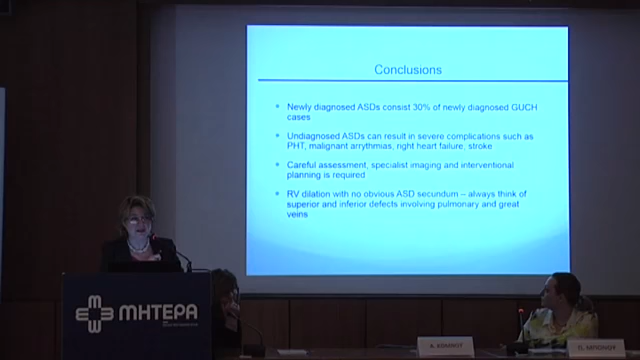 Conclusions
Newly diagnosed ASDs consist 30% of newly diagnosed GUCH
cases
Undiagnosed ASDs can result in severe complications such as
PHT, malignant arrythmias, right heart failure, stroke
Careful assessment, specialist imaging and interventional
planning is required
RV dilation with no obvious ASD secundum – always think of
superior and inferior defects involving pulmonary and great
veins
ΜΗΤΕΡΑ